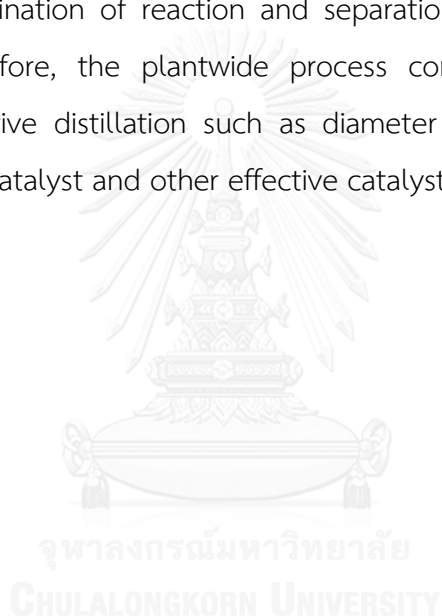 ination of reaction and separation
fore, the plantwide process con
ive distillation such as diameter
atalyst and other effective catalyst
จุฬาลงกรณ์มหาวิทยาลัย
CHULALONGKORN UNIVERSITY